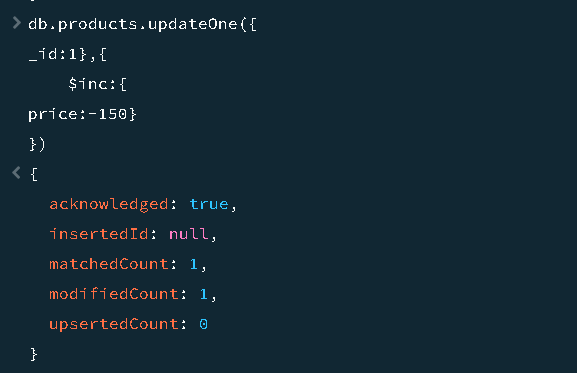 > db.products.updateOne({
_id:1},{
    $inc:{
price:-150}
})
< {
  acknowledged: true,
  insertedId: null,
  matchedCount: 1,
  modifiedCount: 1,
  upsertedCount: 0
}